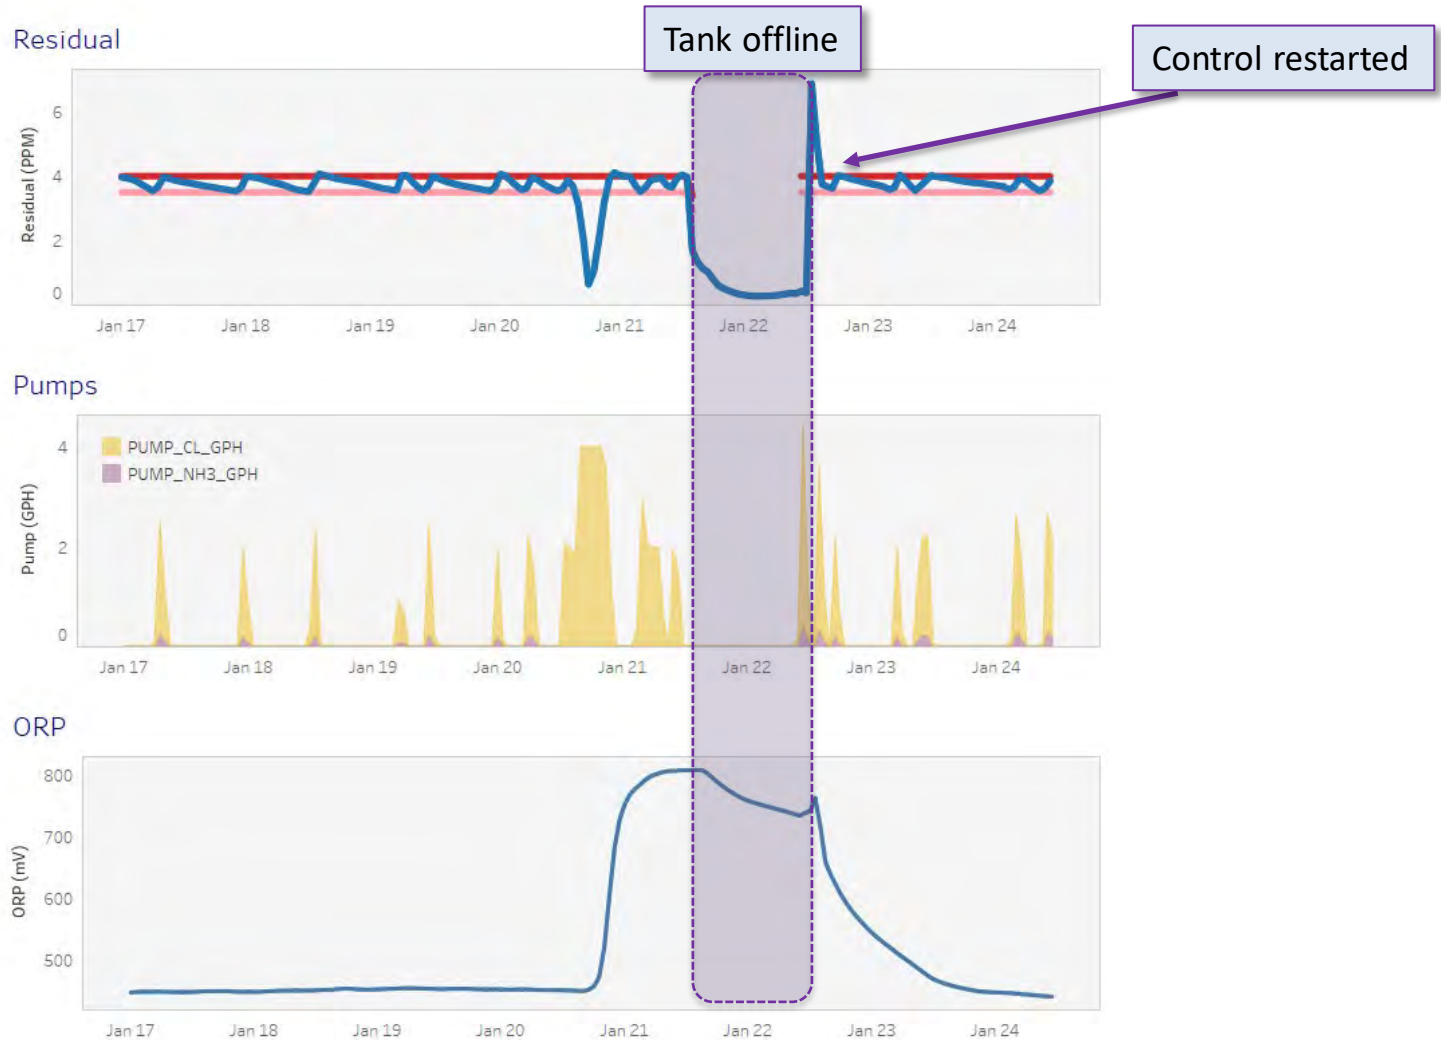 Tank offline
Control restarted
Residual
Residual (PPM)
6
4
2
0
Jan 17 Jan 18 Jan 19 Jan 20 Jan 21 Jan 22 Jan 23 Jan 24
Pumps
PUMP_CL_GPH
PUMP_NH3_GPH
Pump (GPH)
4
2
0
Jan 17 Jan 18 Jan 19 Jan 20 Jan 21 Jan 22 Jan 23 Jan 24
ORP
ORP (mV)
800
700
600
500
Jan 17 Jan 18 Jan 19 Jan 20 Jan 21 Jan 22 Jan 23 Jan 24